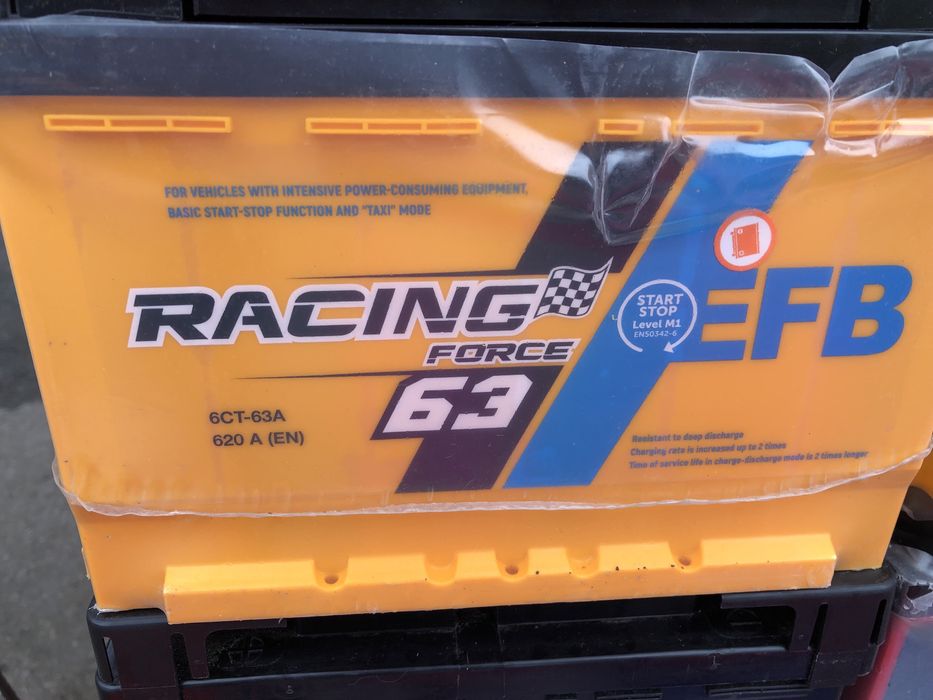 FOR VEHICLES WITH INTENSIVE POWER-CONSUMING EQUIPMENT,
BASIC START-STOP FUNCTION AND "TAXI" MODE
RACING
FORCE
63
START
STOP
Level M1
EN50342-6
EFB
6CT-63A
620 A (EN)
Resistant to deep discharge
Charging rate is increased up to 2 times
Time of service life in charge-discharge mode is 2 times longer